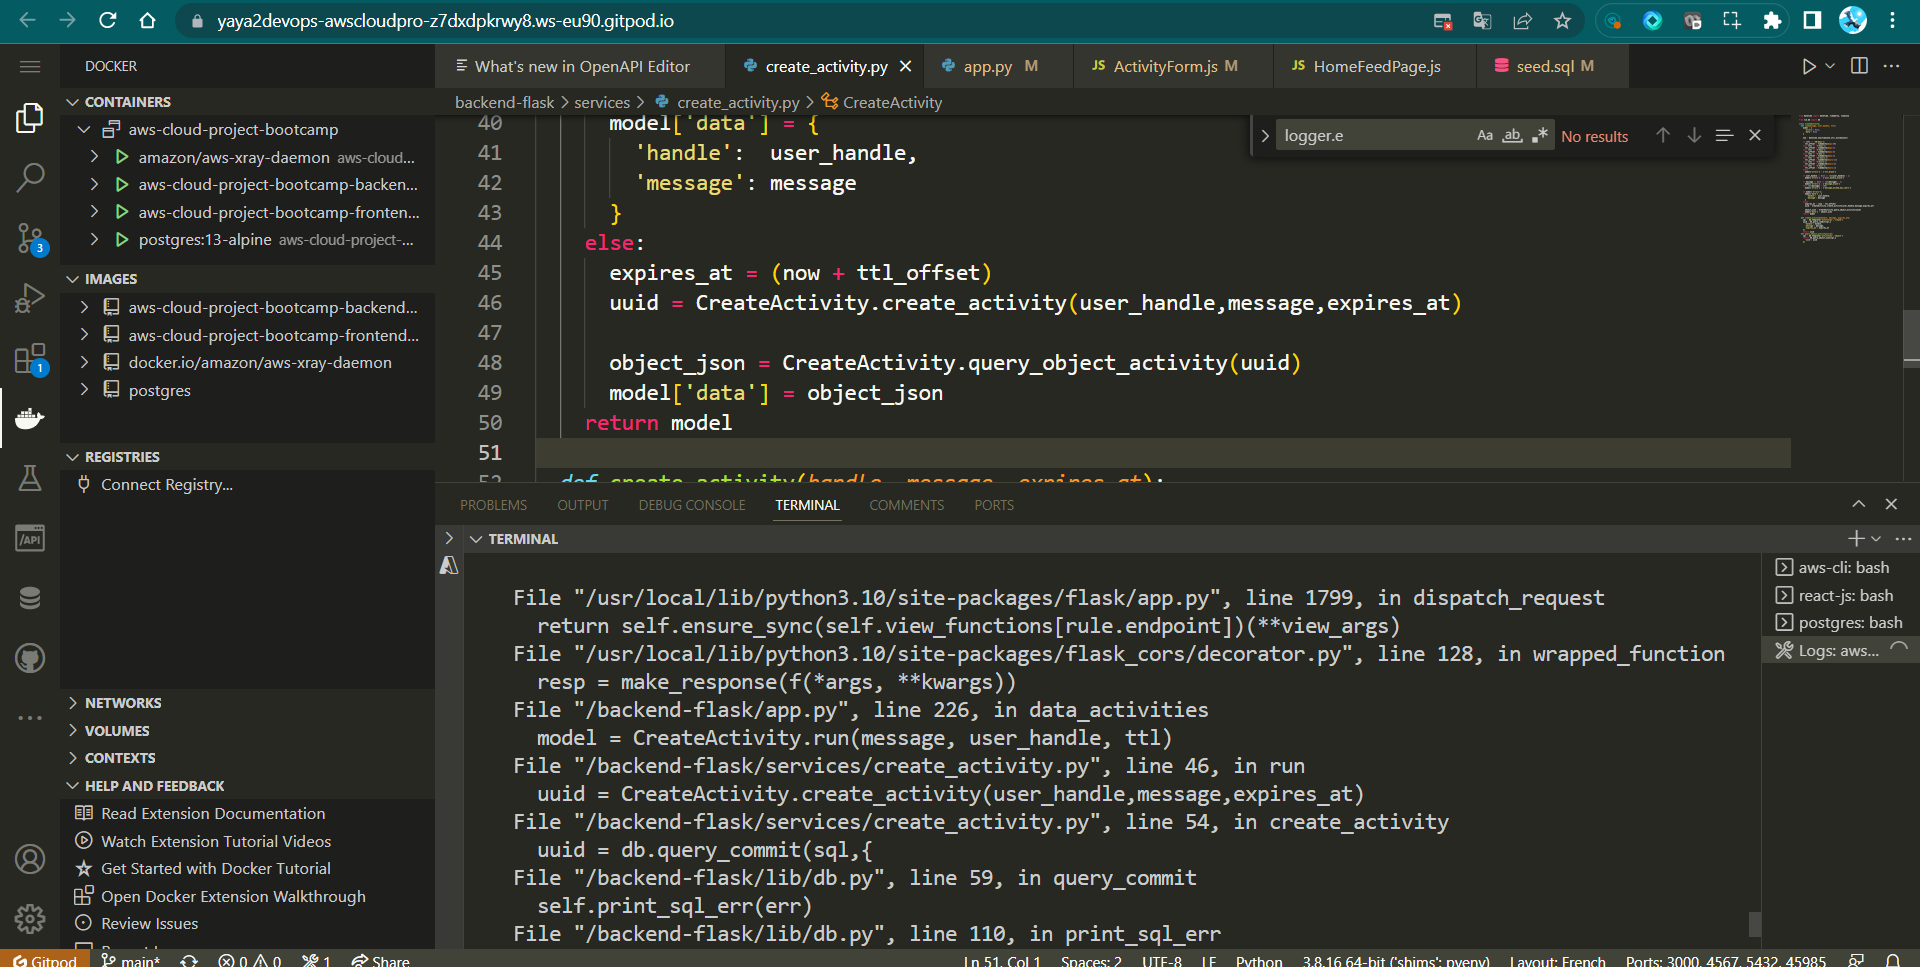 yaya2devops-awscloudpro-z7dxdpkrwy8.ws-eu90.gitpod.io
DOCKER
What's new in OpenAPI Editor
create_activity.py
app.py M
JS ActivityForm.js M
JS HomeFeedPage.js
seed.sql M
backend-flask > services > create_activity.py > CreateActivity
CONTAINERS
aws-cloud-project-bootcamp
amazon/aws-xray-daemon aws-cloud...
aws-cloud-project-bootcamp-backen...
aws-cloud-project-bootcamp-fronten...
postgres:13-alpine aws-cloud-project-...
IMAGES
aws-cloud-project-bootcamp-backend...
aws-cloud-project-bootcamp-frontend...
docker.io/amazon/aws-xray-daemon
postgres
REGISTRIES
Connect Registry...
NETWORKS
VOLUMES
CONTEXTS
HELP AND FEEDBACK
Read Extension Documentation
Watch Extension Tutorial Videos
Get Started with Docker Tutorial
Open Docker Extension Walkthrough
Review Issues
3
1
/API
logger.e Aa ab .* No results
40 model['data'] = {
41 'handle': user_handle,
42 'message': message
43 }
44 else:
45 expires_at = (now + ttl_offset)
46 uuid = CreateActivity.create_activity(user_handle,message,expires_at)
47
48 object_json = CreateActivity.query_object_activity(uuid)
49 model['data'] = object_json
50 return model
51
52 def create_activity(handle, message, expires_at):
PROBLEMS OUTPUT DEBUG CONSOLE TERMINAL COMMENTS PORTS
TERMINAL
File "/usr/local/lib/python3.10/site-packages/flask/app.py", line 1799, in dispatch_request
return self.ensure_sync(self.view_functions[rule.endpoint])(**view_args)
File "/usr/local/lib/python3.10/site-packages/flask_cors/decorator.py", line 128, in wrapped_function
resp = make_response(f(*args, **kwargs))
File "/backend-flask/app.py", line 226, in data_activities
model = CreateActivity.run(message, user_handle, ttl)
File "/backend-flask/services/create_activity.py", line 46, in run
uuid = CreateActivity.create_activity(user_handle,message,expires_at)
File "/backend-flask/services/create_activity.py", line 54, in create_activity
uuid = db.query_commit(sql,{
File "/backend-flask/lib/db.py", line 59, in query_commit
self.print_sql_err(err)
File "/backend-flask/lib/db.py", line 110, in print_sql_err
aws-cli: bash
react-js: bash
postgres: bash
Logs: aws...
Gitpod main* 0 0 1 Share
Ln 51, Col 1 Spaces: 2 UTF-8 LF Python 3.8.16 64-bit ('shims': pyenv) Layout: French Ports: 3000, 4567, 5432, 45985